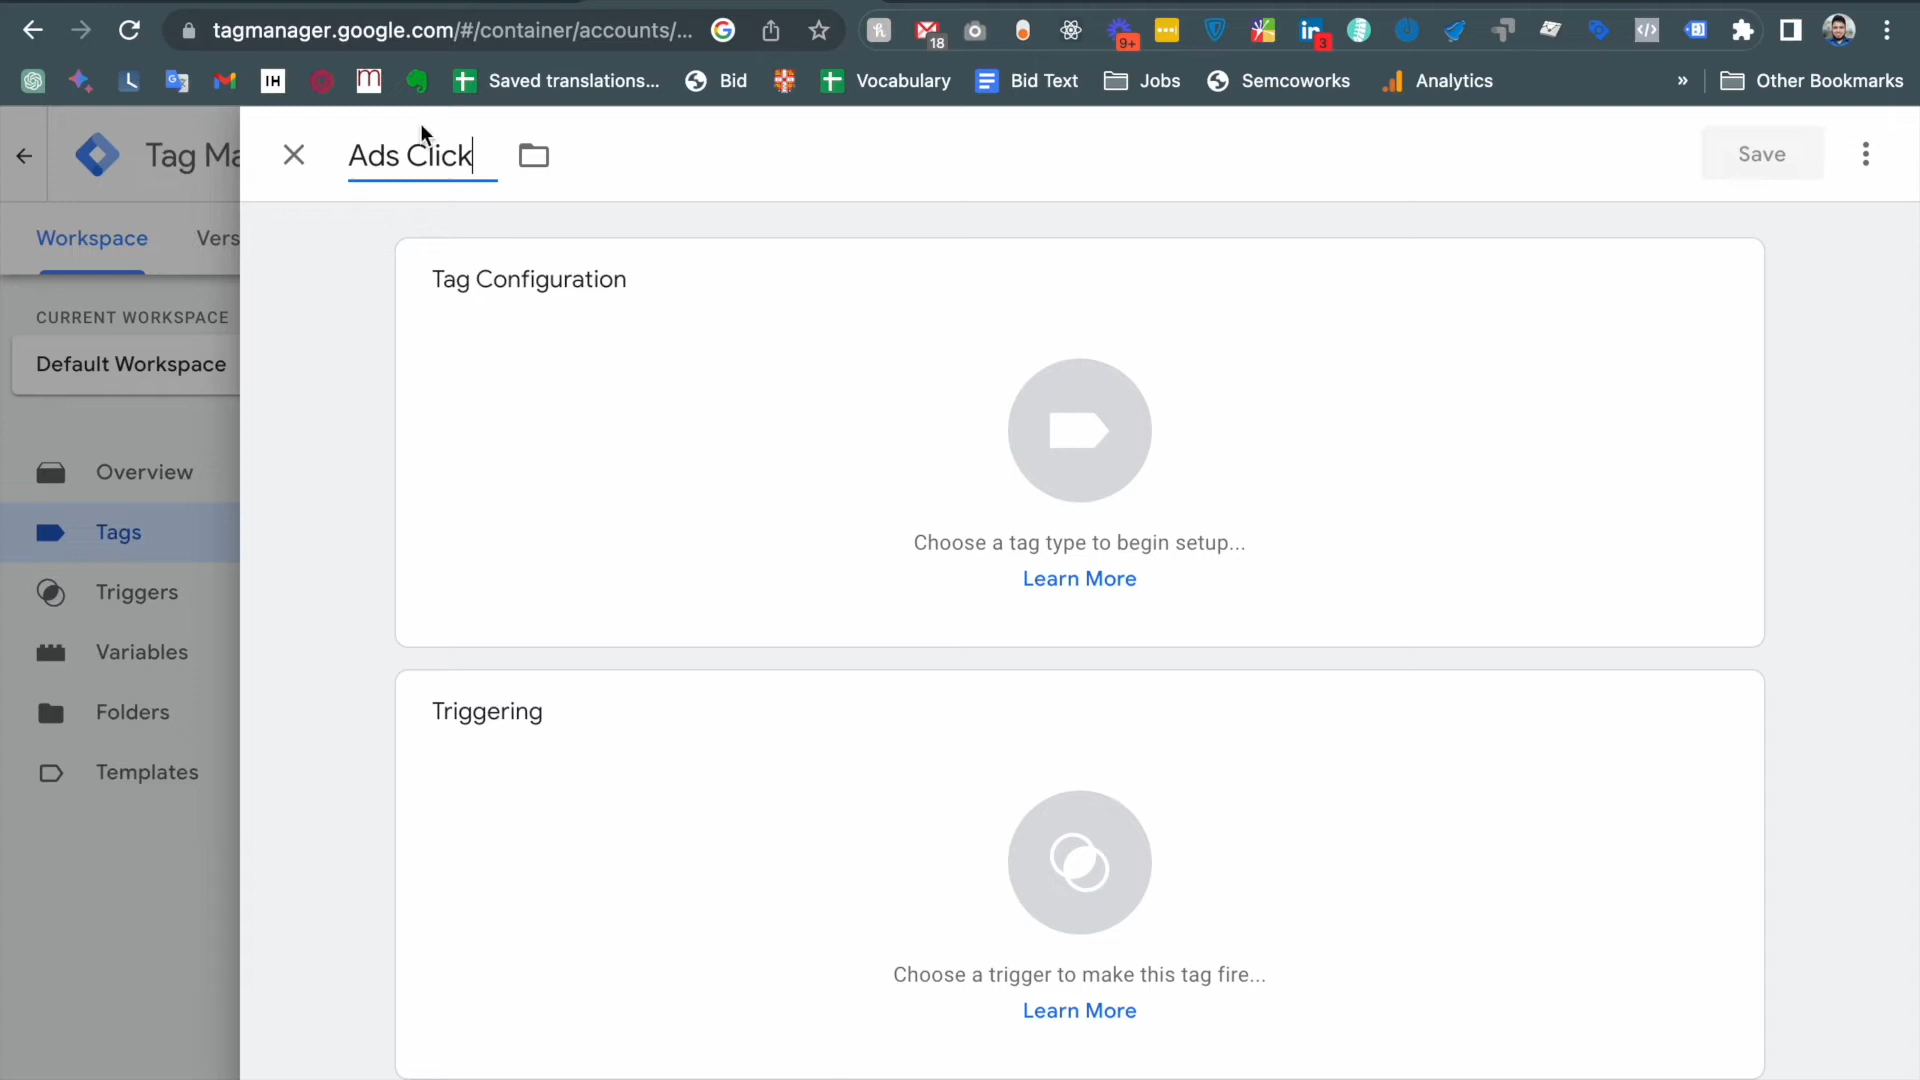 tagmanager.google.com/#/container/accounts/...
18
9+
in
3
IH
m
Saved translations...
Bid
Vocabulary
Bid Text
Jobs
Semcoworks
Analytics
»
Other Bookmarks
Tag Ma
Ads Click
Save
Workspace
Vers
CURRENT WORKSPACE
Default Workspace
Tag Configuration
Choose a tag type to begin setup...
Learn More
Overview
Tags
Triggers
Variables
Folders
Templates
Triggering
Choose a trigger to make this tag fire...
Learn More